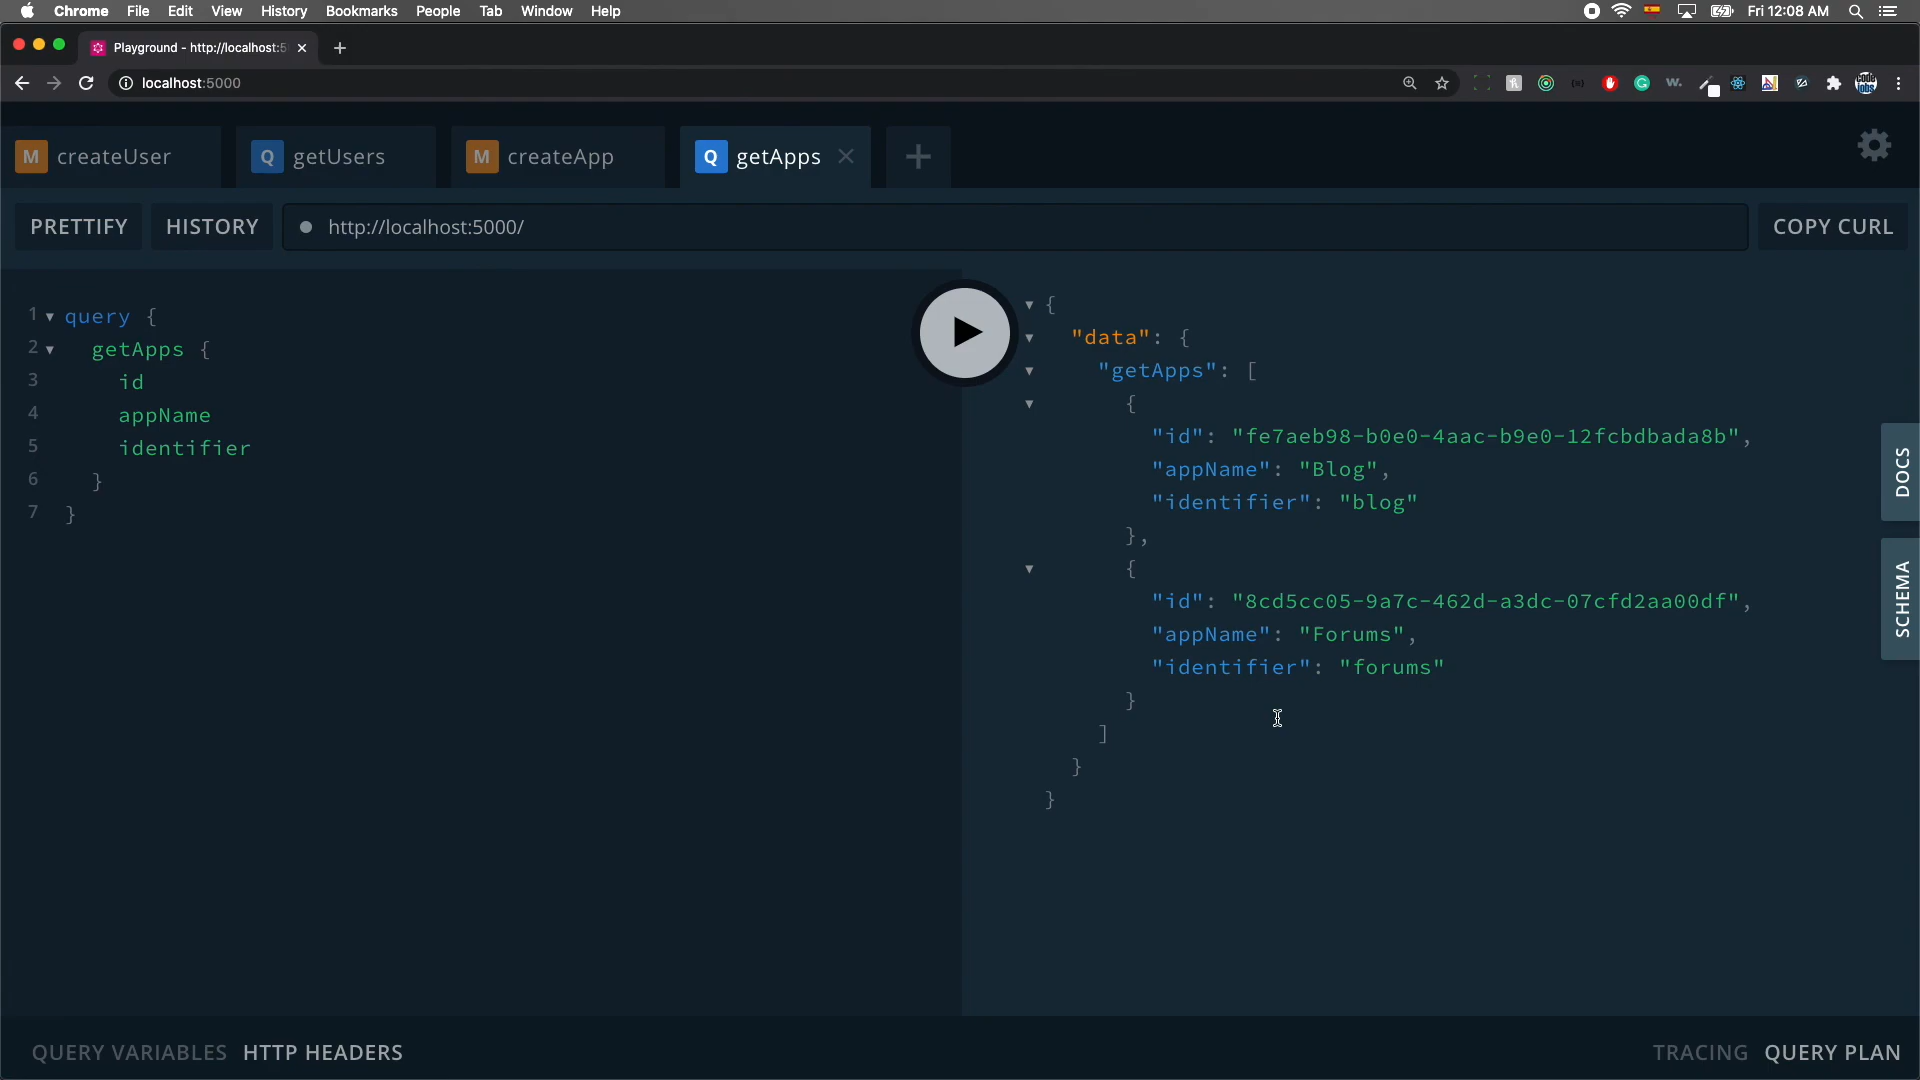 Chrome File Edit View History Bookmarks People Tab Window Help Fri 12:08 AM
Playground - http://localhost:5
localhost:5000
M createUser Q getUsers M createApp Q getApps
PRETTIFY HISTORY http://localhost:5000/ COPY CURL
1 query {
2 getApps {
3 id
4 appName
5 identifier
6 }
7 }
{
"data": {
"getApps": [
{
"id": "fe7aeb98-b0e0-4aac-b9e0-12fcbdbada8b",
"appName": "Blog",
"identifier": "blog"
},
{
"id": "8cd5cc05-9a7c-462d-a3dc-07cfd2aa00df",
"appName": "Forums",
"identifier": "forums"
}
]
}
}
DOCS
SCHEMA
QUERY VARIABLES HTTP HEADERS TRACING QUERY PLAN